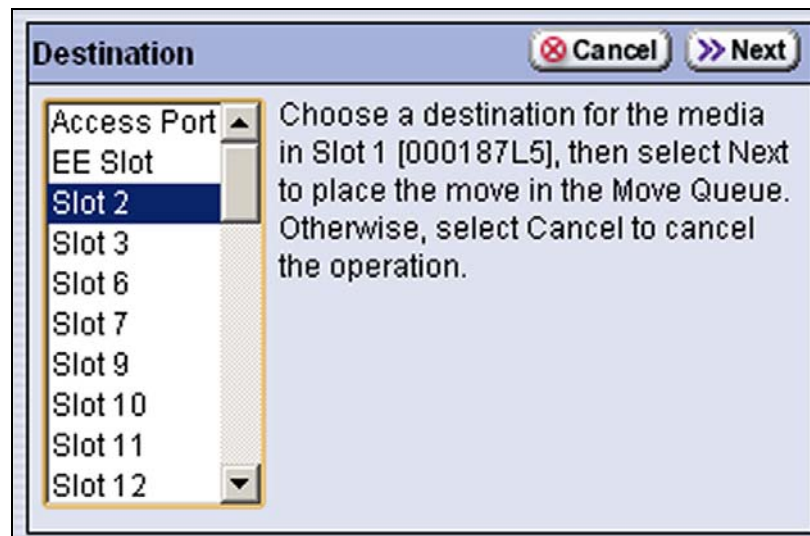 Destination
Cancel
Next
Access Port
EE Slot
Slot 2
Slot 3
Slot 6
Slot 7
Slot 9
Slot 10
Slot 11
Slot 12
Choose a destination for the media
in Slot 1 [000187L5], then select Next
to place the move in the Move Queue.
Otherwise, select Cancel to cancel
the operation.